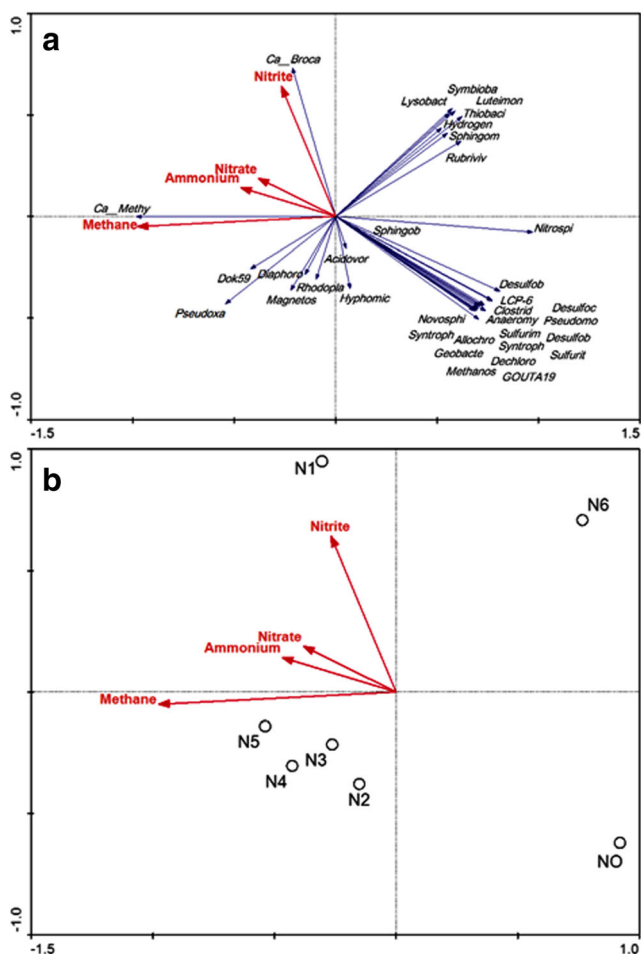 1.0
a
Ca__Broca
Nitrite
Symbioba
Lysobact
Luteimon
Thiobaci
Hydrogen
Sphingom
Rubriviv
Nitrate
Ammonium
Ca__Methy
Methane
Sphingob
Nitrospi
Acidovor
Dok59
Diaphoro
Rhodopla
Magnetos
Hyphomic
Pseudoxa
Desulfob
LCP-6
Clostrid
Desulfoc
Novosphi
Anaeromy
Pseudomo
Syntroph
Allochro
Sulfurim
Desulfob
Syntroph
Geobacte
Dechloro
Sulfurit
Methanos
GOUTA19
-1.0
-1.5
1.5
1.0
b
N1
N6
Nitrite
Nitrate
Ammonium
Methane
N5
N3
N4
N2
NO
-1.0
-1.5
1.0